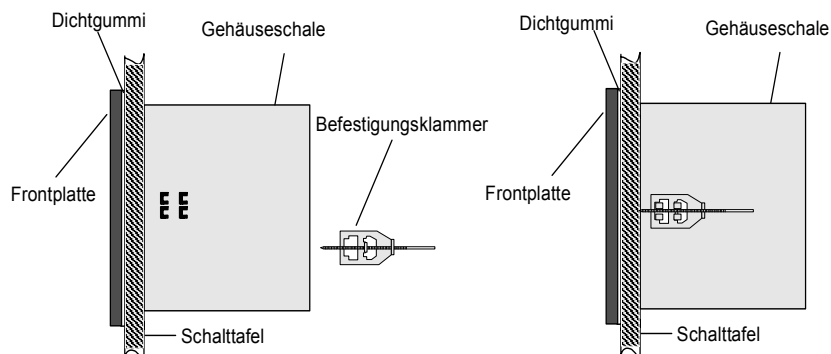 Dichtgummi
Gehäuseschale
Befestigungsklammer
Frontplatte
Schalttafel
Dichtgummi
Gehäuseschale
Frontplatte
Schalttafel